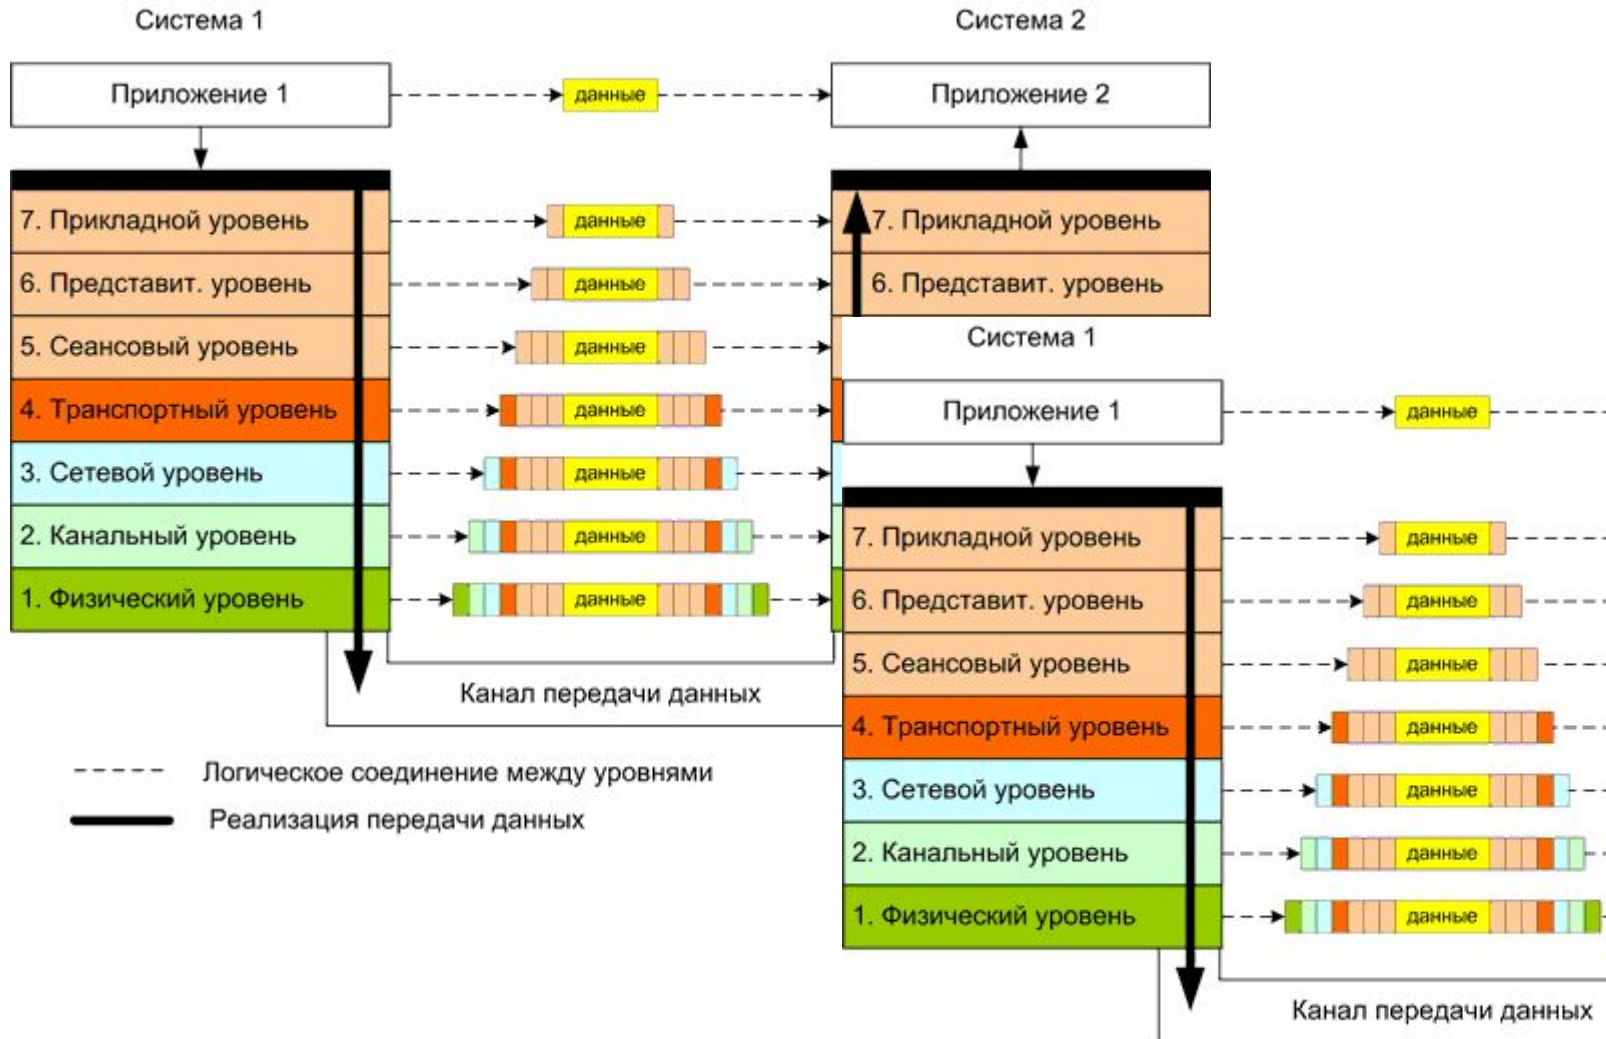 Система 1
Система 2
Приложение 1
данные
Приложение 2
7. Прикладной уровень
данные
7. Прикладной уровень
6. Представит. уровень
данные
6. Представит. уровень
5. Сеансовый уровень
данные
4. Транспортный уровень
данные
3. Сетевой уровень
данные
2. Канальный уровень
данные
1. Физический уровень
данные
Канал передачи данных
Логическое соединение между уровнями
Реализация передачи данных
Система 1
Приложение 1
данные
7. Прикладной уровень
данные
6. Представит. уровень
данные
5. Сеансовый уровень
данные
4. Транспортный уровень
данные
3. Сетевой уровень
данные
2. Канальный уровень
данные
1. Физический уровень
данные
Канал передачи данных